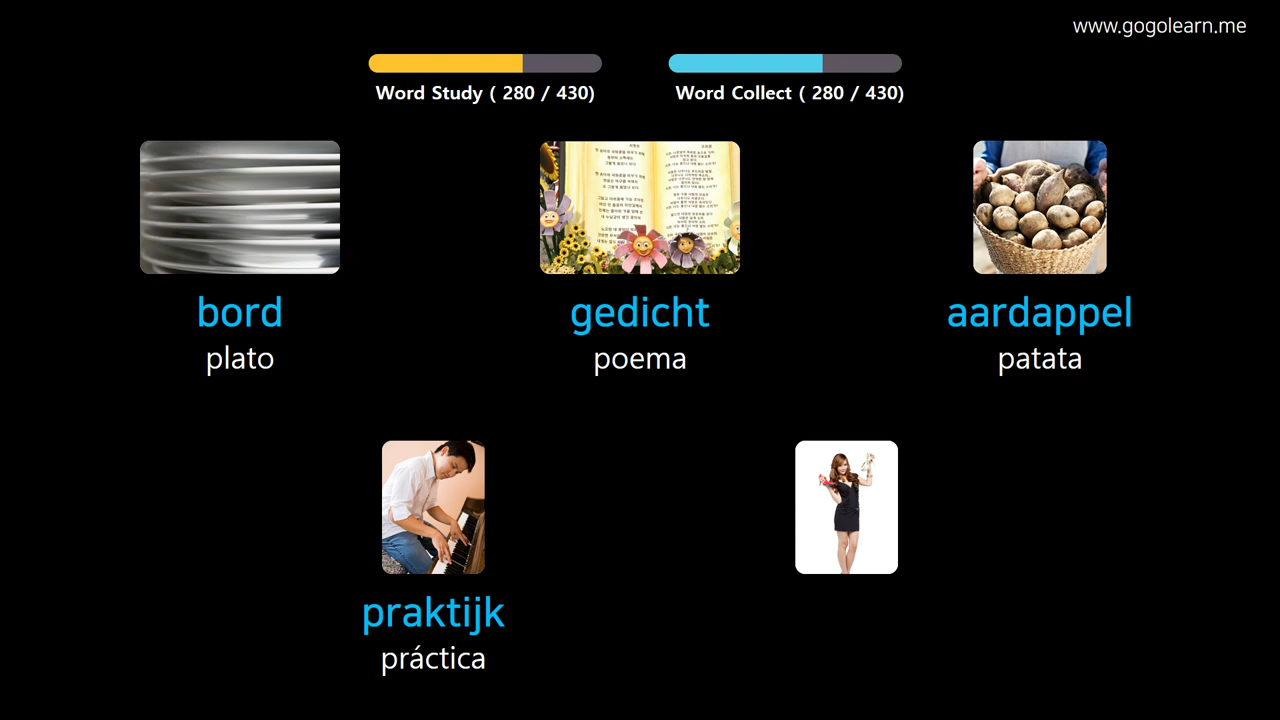 www.gogolearn.me
Word Study ( 280 / 430)
Word Collect ( 280 / 430)
bord
plato
gedicht
poema
aardappel
patata
praktijk
práctica